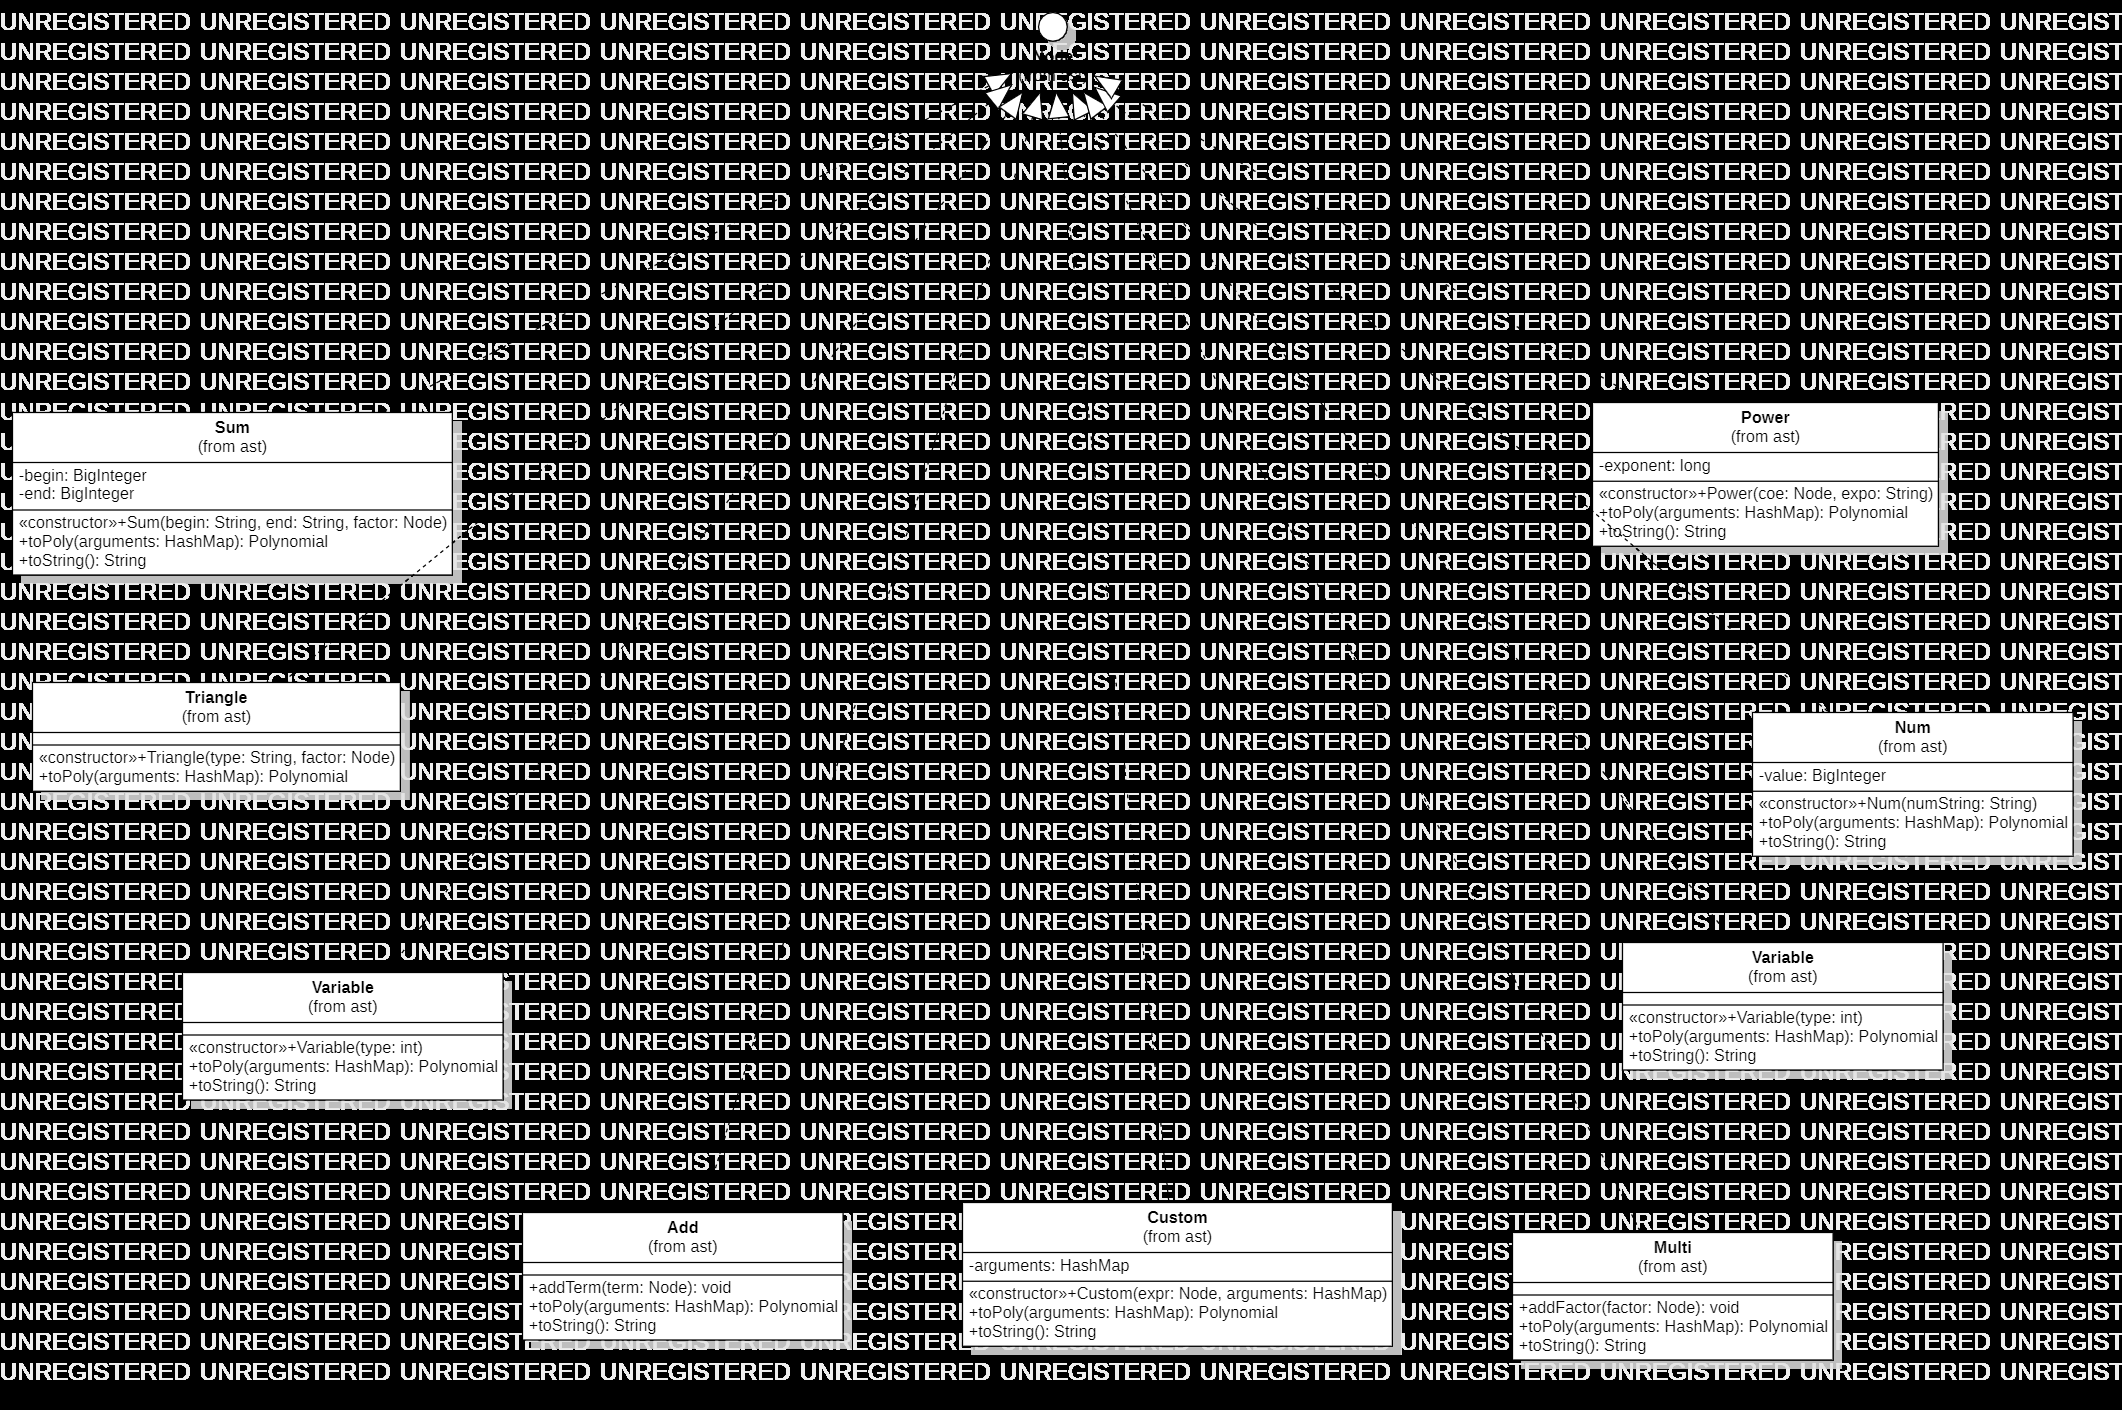 UNREGISTERED UNREGISTERED UNREGISTERED UNREGISTERED UNREGISTERED UNREGISTERED UNREGISTERED UNREGISTERED UNREGISTERED UNREGISTERED
Sum
(from ast)
-begin: BigInteger
-end: BigInteger
«constructor»+Sum(begin: String, end: String, factor: Node)
+toPoly(arguments: HashMap): Polynomial
+toString(): String
Power
(from ast)
-exponent: long
«constructor»+Power(coe: Node, expo: String)
+toPoly(arguments: HashMap): Polynomial
+toString(): String
Triangle
(from ast)
«constructor»+Triangle(type: String, factor: Node)
+toPoly(arguments: HashMap): Polynomial
Num
(from ast)
-value: BigInteger
«constructor»+Num(numString: String)
+toPoly(arguments: HashMap): Polynomial
+toString(): String
Variable
(from ast)
«constructor»+Variable(type: int)
+toPoly(arguments: HashMap): Polynomial
+toString(): String
Variable
(from ast)
«constructor»+Variable(type: int)
+toPoly(arguments: HashMap): Polynomial
+toString(): String
Add
(from ast)
+addTerm(term: Node): void
+toPoly(arguments: HashMap): Polynomial
+toString(): String
Custom
(from ast)
-arguments: HashMap
«constructor»+Custom(expr: Node, arguments: HashMap)
+toPoly(arguments: HashMap): Polynomial
+toString(): String
Multi
(from ast)
+addFactor(factor: Node): void
+toPoly(arguments: HashMap): Polynomial
+toString(): String